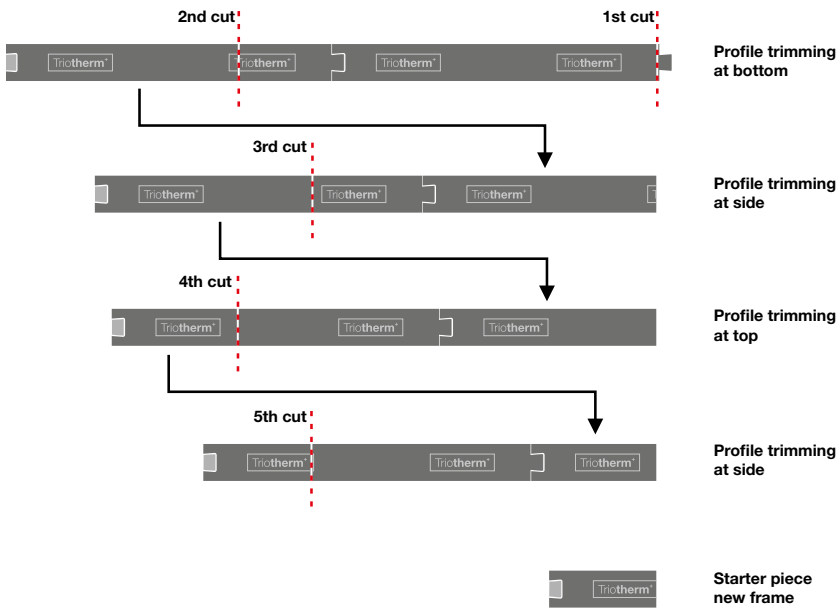 2nd cut
1st cut
Triotherm+ Triotherm+ Triotherm+ Triotherm+
Profile trimming
at bottom
3rd cut
Triotherm+ Triotherm+ Triotherm+ T
Profile trimming
at side
4th cut
Triotherm+ Triotherm+ Triotherm+
Profile trimming
at top
5th cut
Triotherm+ Triotherm+ Triotherm+
Profile trimming
at side
Triotherm
Starter piece
new frame